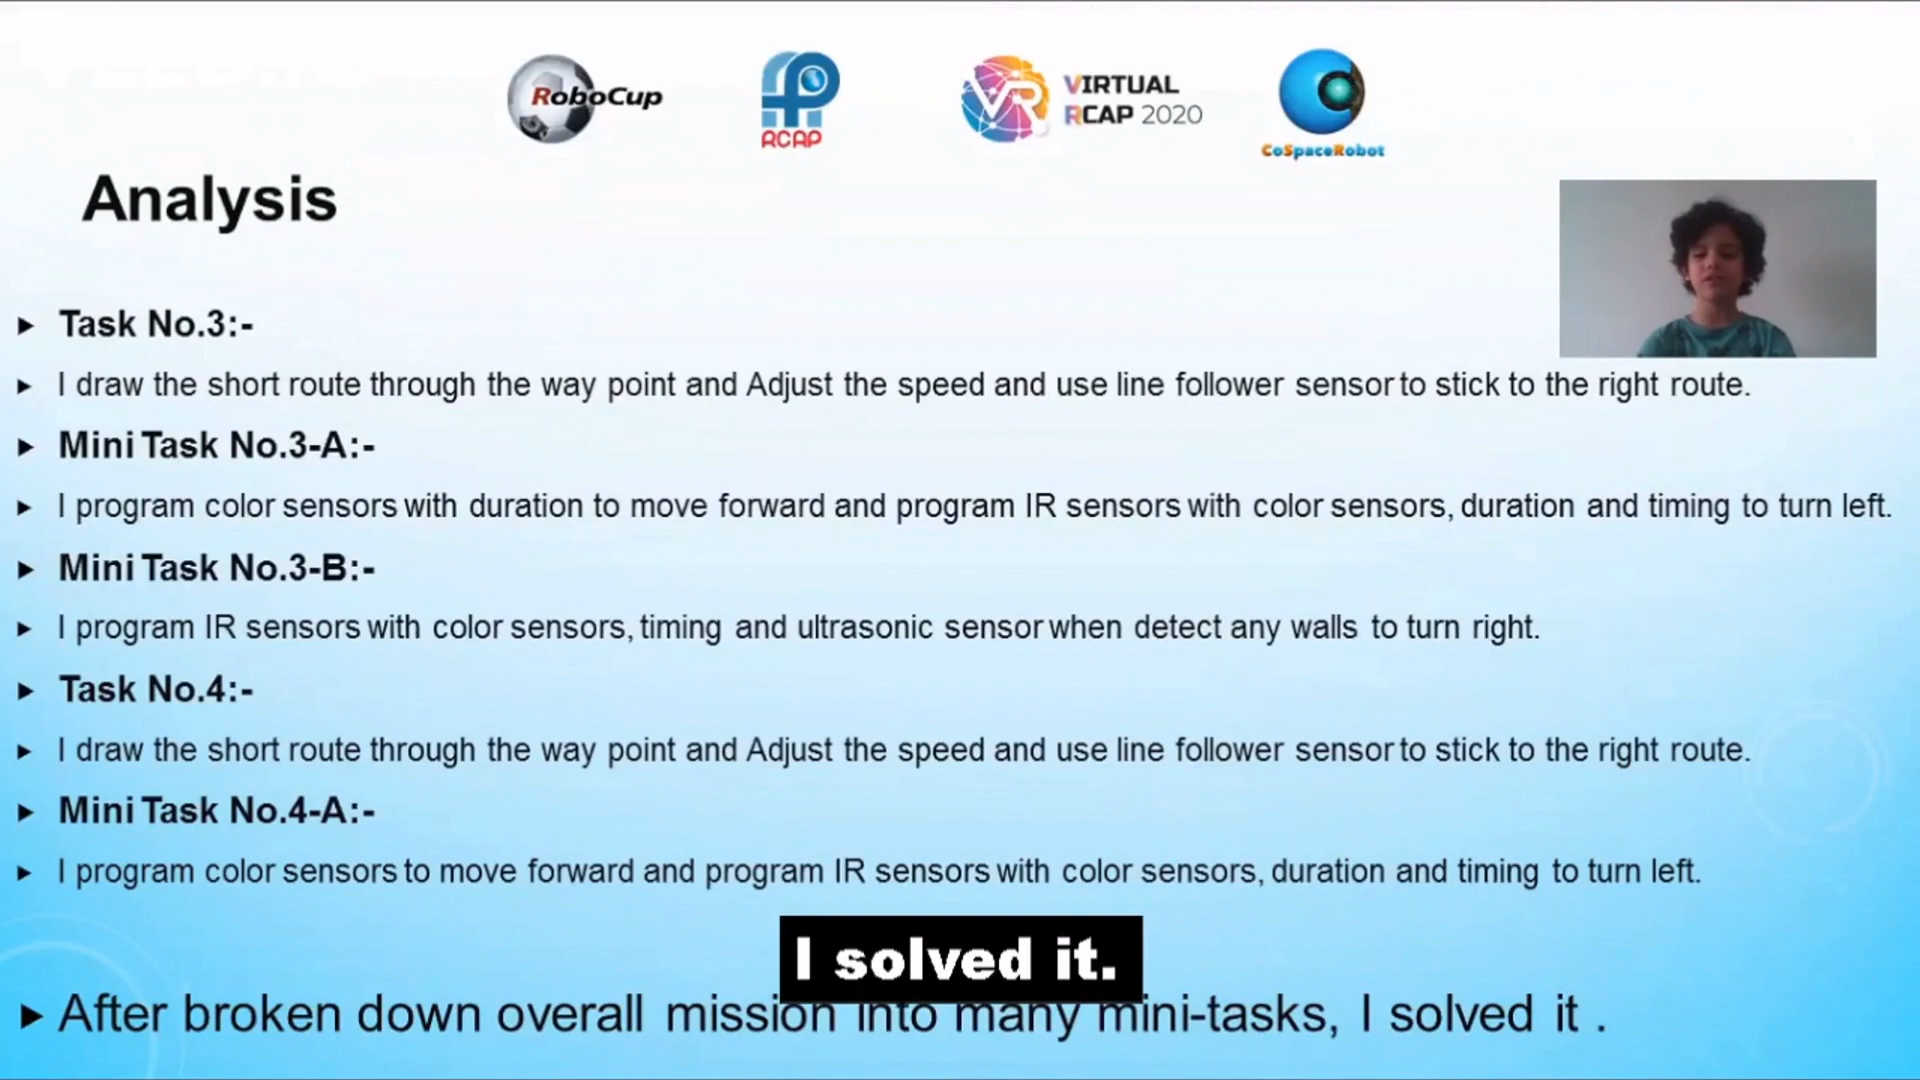 RoboCup
RCAP
VR
VIRTUAL
RCAP 2020
CoSpaceRobot
Analysis
Task No.3:-
I draw the short route through the way point and Adjust the speed and use line follower sensor to stick to the right route.
Mini Task No.3-A:-
I program color sensors with duration to move forward and program IR sensors with color sensors, duration and timing to turn left.
Mini Task No.3-B:-
I program IR sensors with color sensors, timing and ultrasonic sensor when detect any walls to turn right.
Task No.4:-
I draw the short route through the way point and Adjust the speed and use line follower sensor to stick to the right route.
Mini Task No.4-A:-
I program color sensors to move forward and program IR sensors with color sensors, duration and timing to turn left.
I solved it.
After broken down overall mission into many mini-tasks, I solved it .